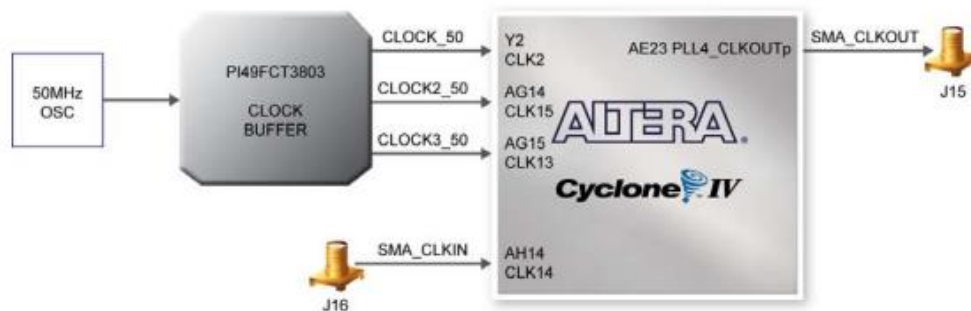 50MHz
OSC
PI49FCT3803
CLOCK
BUFFER
CLOCK_50
CLOCK2_50
CLOCK3_50
SMA_CLKIN
J16
Y2
CLK2
AG14
CLK15
AG15
CLK13
AH14
CLK14
AE23 PLL4_CLKOUTp
ALTERA®
Cyclone IV
SMA_CLKOUT
J15